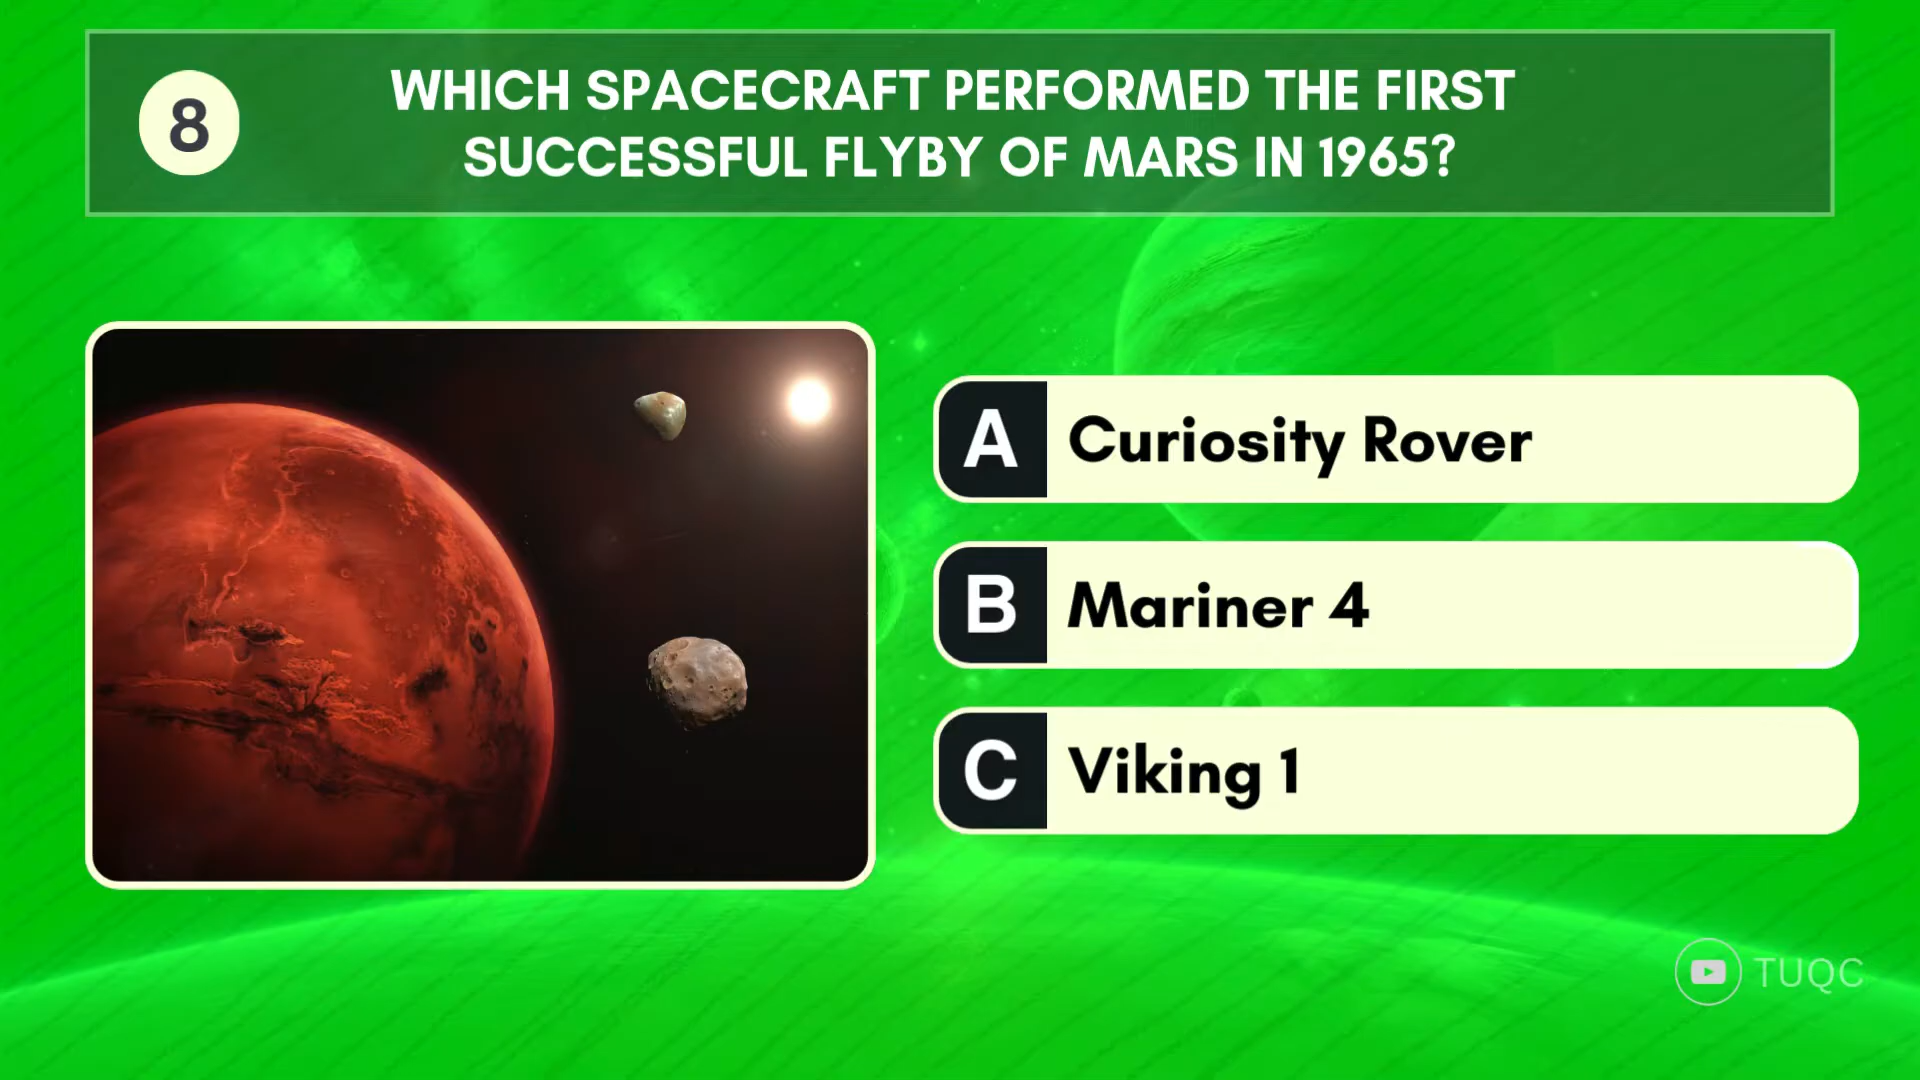 8
WHICH SPACECRAFT PERFORMED THE FIRST
SUCCESSFUL FLYBY OF MARS IN 1965?
A Curiosity Rover
B Mariner 4
C Viking 1
TUQC